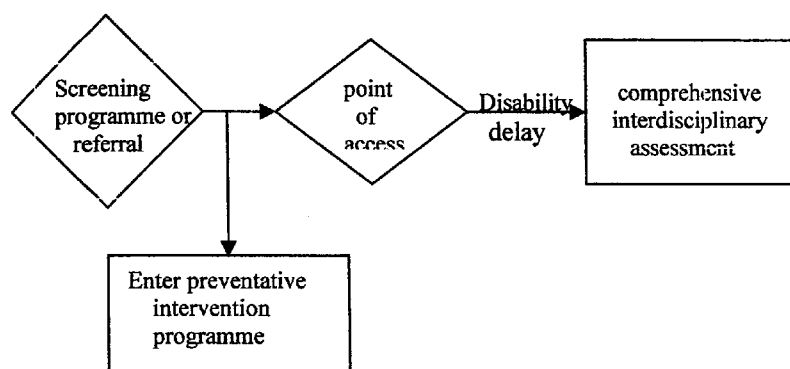 Screening
programme or
referral
point
of
access
Disability
delay
comprehensive
interdisciplinary
assessment
Enter preventative
intervention
programme